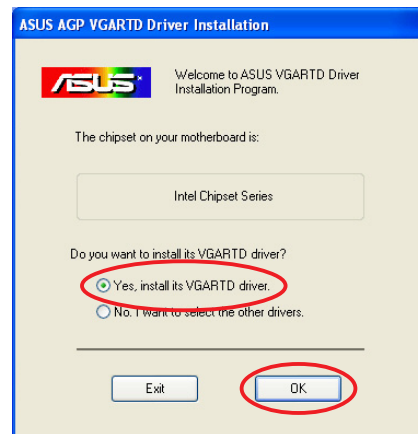 ASUS AGP VGARTD Driver Installation
ASUS
Welcome to ASUS VGARTD Driver
Installation Program.
The chipset on your motherboard is:
Intel Chipset Series
Do you want to install its VGARTD driver?
Yes, install its VGARTD driver.
No. I want to select the other drivers.
Exit
OK